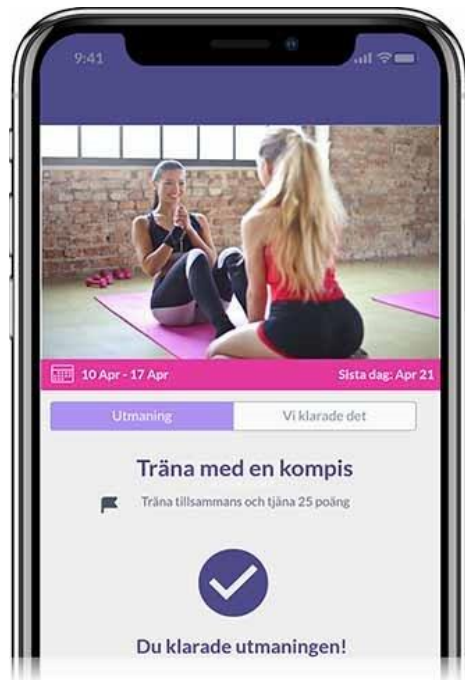 9:41
10 Apr - 17 Apr Sista dag: Apr 21
Utmaning Vi klarade det
Träna med en kompis
Träna tillsammans och tjäna 25 poäng
Du klarade utmaningen!